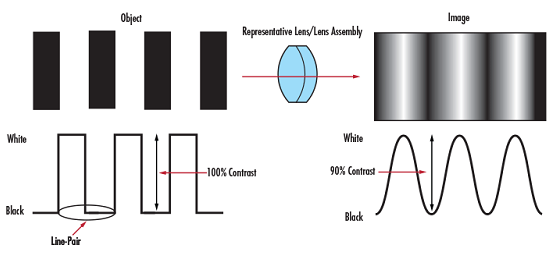 Object
Representative Lens/Lens Assembly
Image
White
100% Contrast
Black
Line-Pair
White
90% Contrast
Black